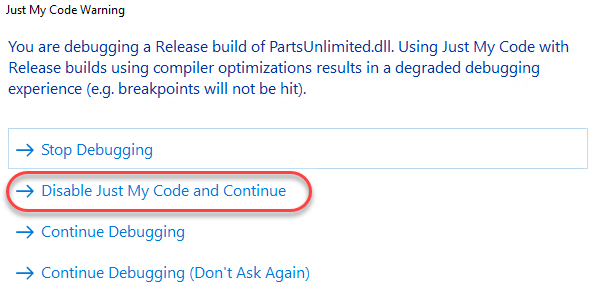 Just My Code Warning
You are debugging a Release build of PartsUnlimited.dll. Using Just My Code with
Release builds using compiler optimizations results in a degraded debugging
experience (e.g. breakpoints will not be hit).
→ Stop Debugging
→ Disable Just My Code and Continue
→ Continue Debugging
→ Continue Debugging (Don't Ask Again)